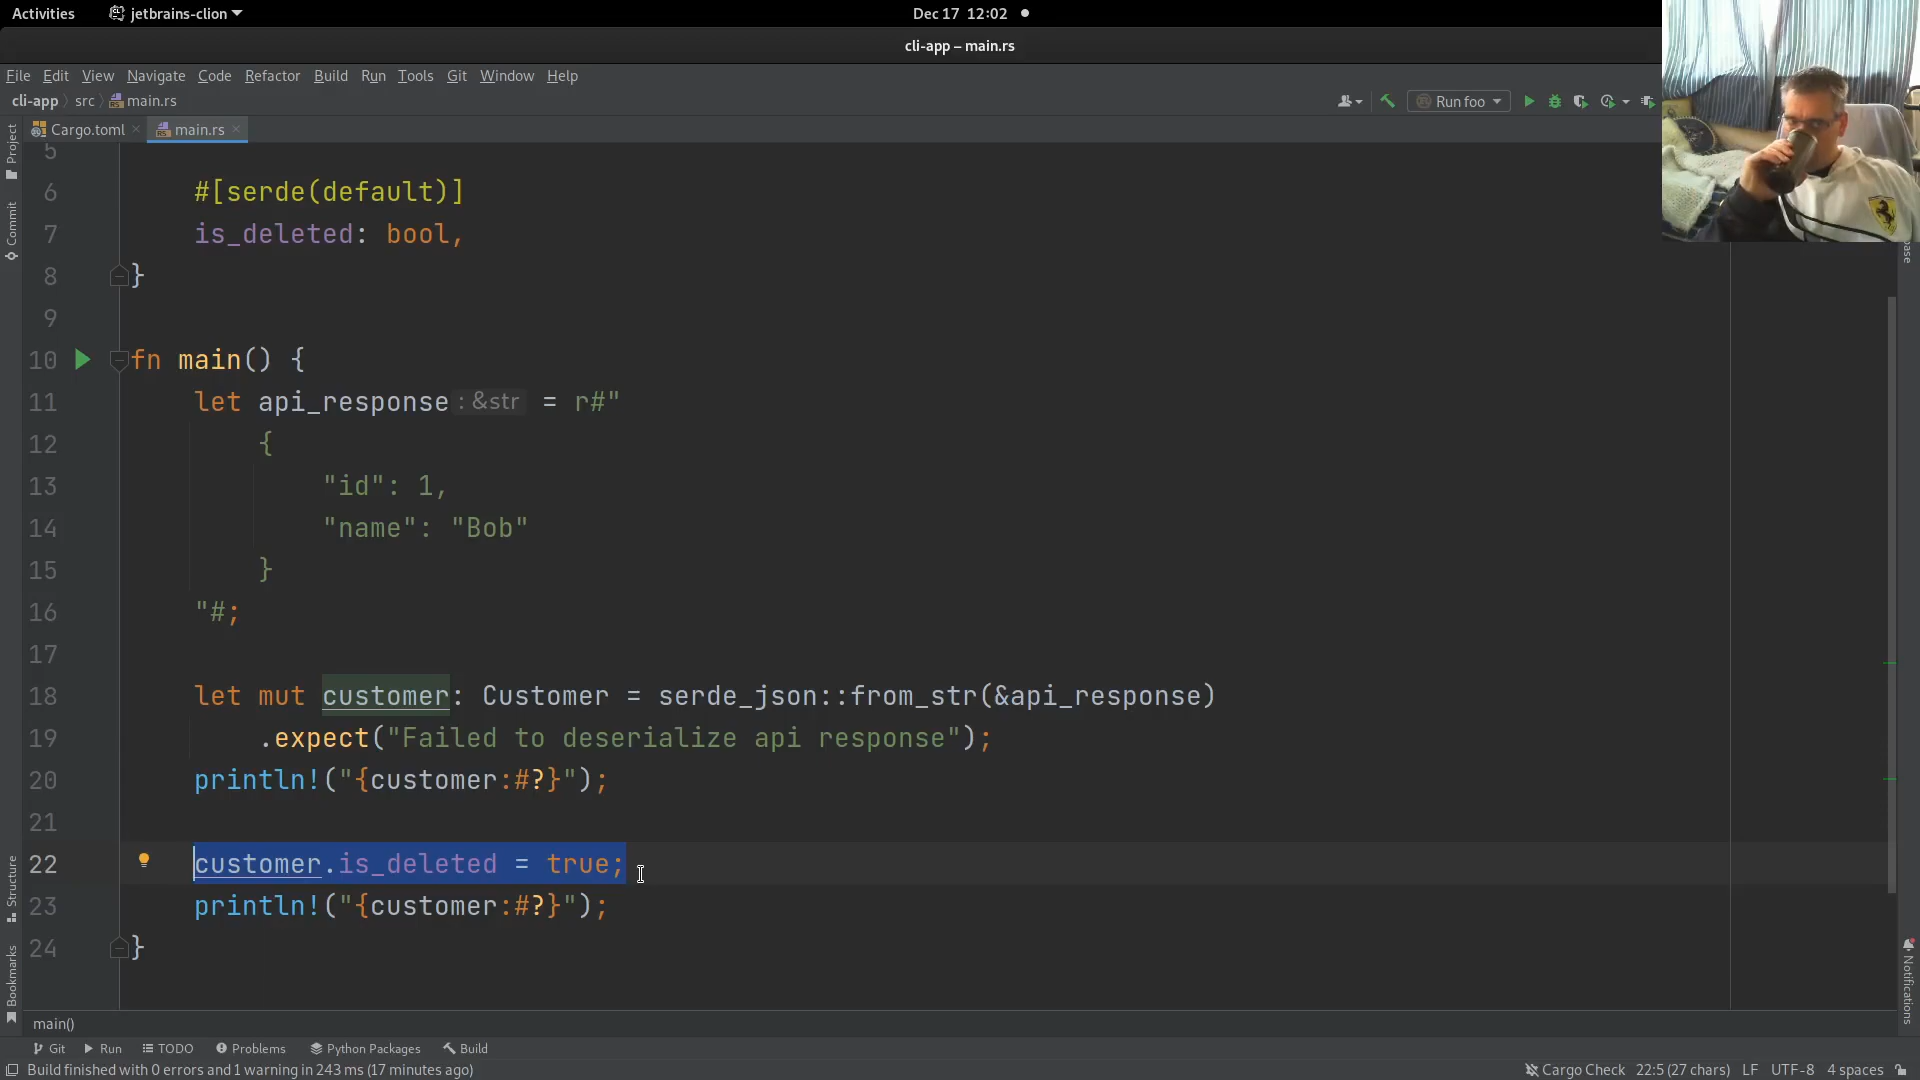 Activities jetbrains-clion Dec 17 12:02
cli-app – main.rs
File Edit View Navigate Code Refactor Build Run Tools Git Window Help
cli-app src main.rs Run foo
Cargo.toml main.rs
Project
Commit
Structure
Bookmarks
Notifications
5
6 #[serde(default)]
7 is_deleted: bool,
8 }
9
10 fn main() {
11 let api_response: &str = r#"
12 {
13 "id": 1,
14 "name": "Bob"
15 }
16 "#;
17
18 let mut customer: Customer = serde_json::from_str(&api_response)
19 .expect("Failed to deserialize api response");
20 println!("{customer:#?}");
21
22 customer.is_deleted = true;
23 println!("{customer:#?}");
24 }
main()
Git Run TODO Problems Python Packages Build
Build finished with 0 errors and 1 warning in 243 ms (17 minutes ago) Cargo Check 22:5 (27 chars) LF UTF-8 4 spaces